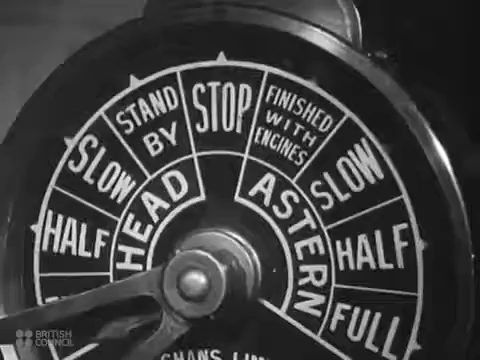 STAND
BY
STOP
FINISHED
WITH
ENGINES
SLOW
SLOW
HALF
HEAD
ASTERN
HALF
FULL
BRITISH
COUNCIL